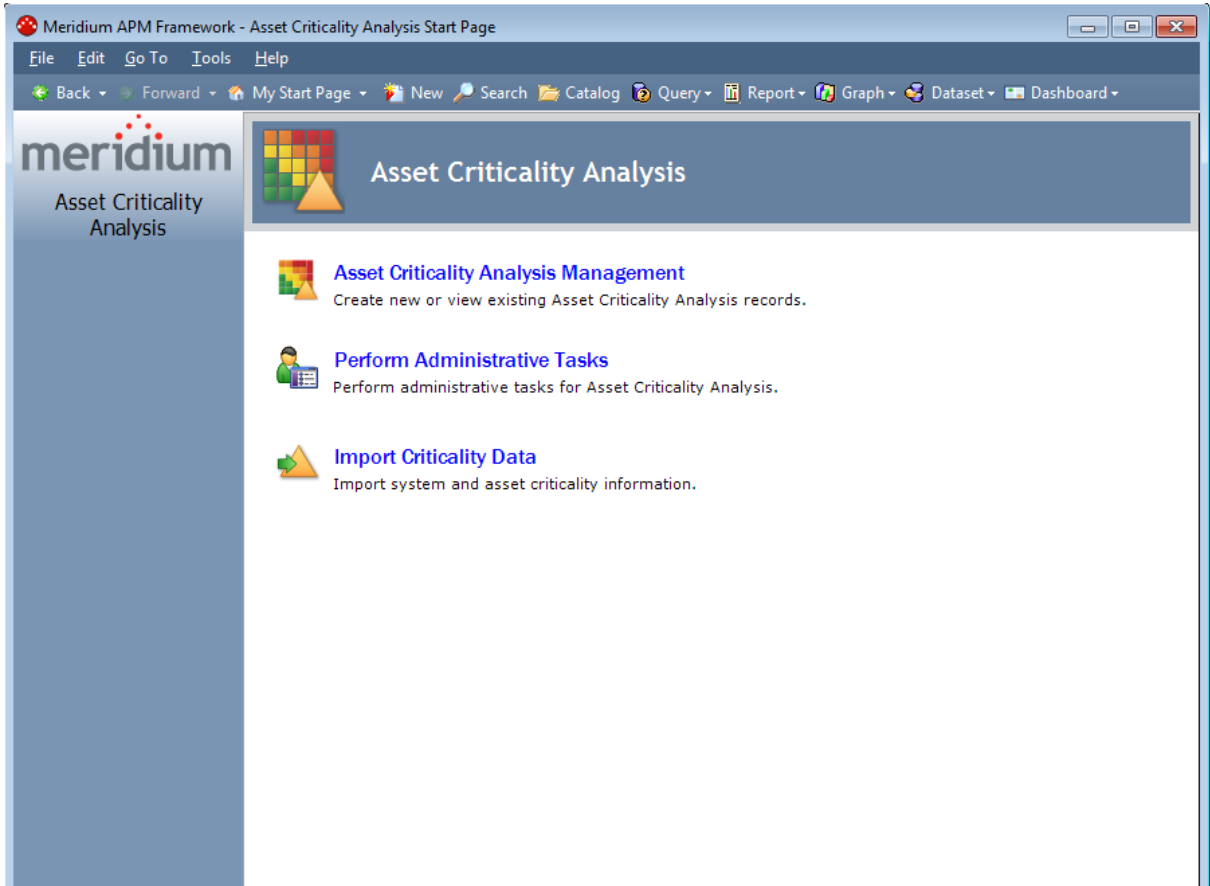 Meridium APM Framework - Asset Criticality Analysis Start Page
File Edit Go To Tools Help
Back Forward My Start Page New Search Catalog Query Report Graph Dataset Dashboard
meridium
Asset Criticality
Analysis
Asset Criticality Analysis
Asset Criticality Analysis Management
Create new or view existing Asset Criticality Analysis records.
Perform Administrative Tasks
Perform administrative tasks for Asset Criticality Analysis.
Import Criticality Data
Import system and asset criticality information.